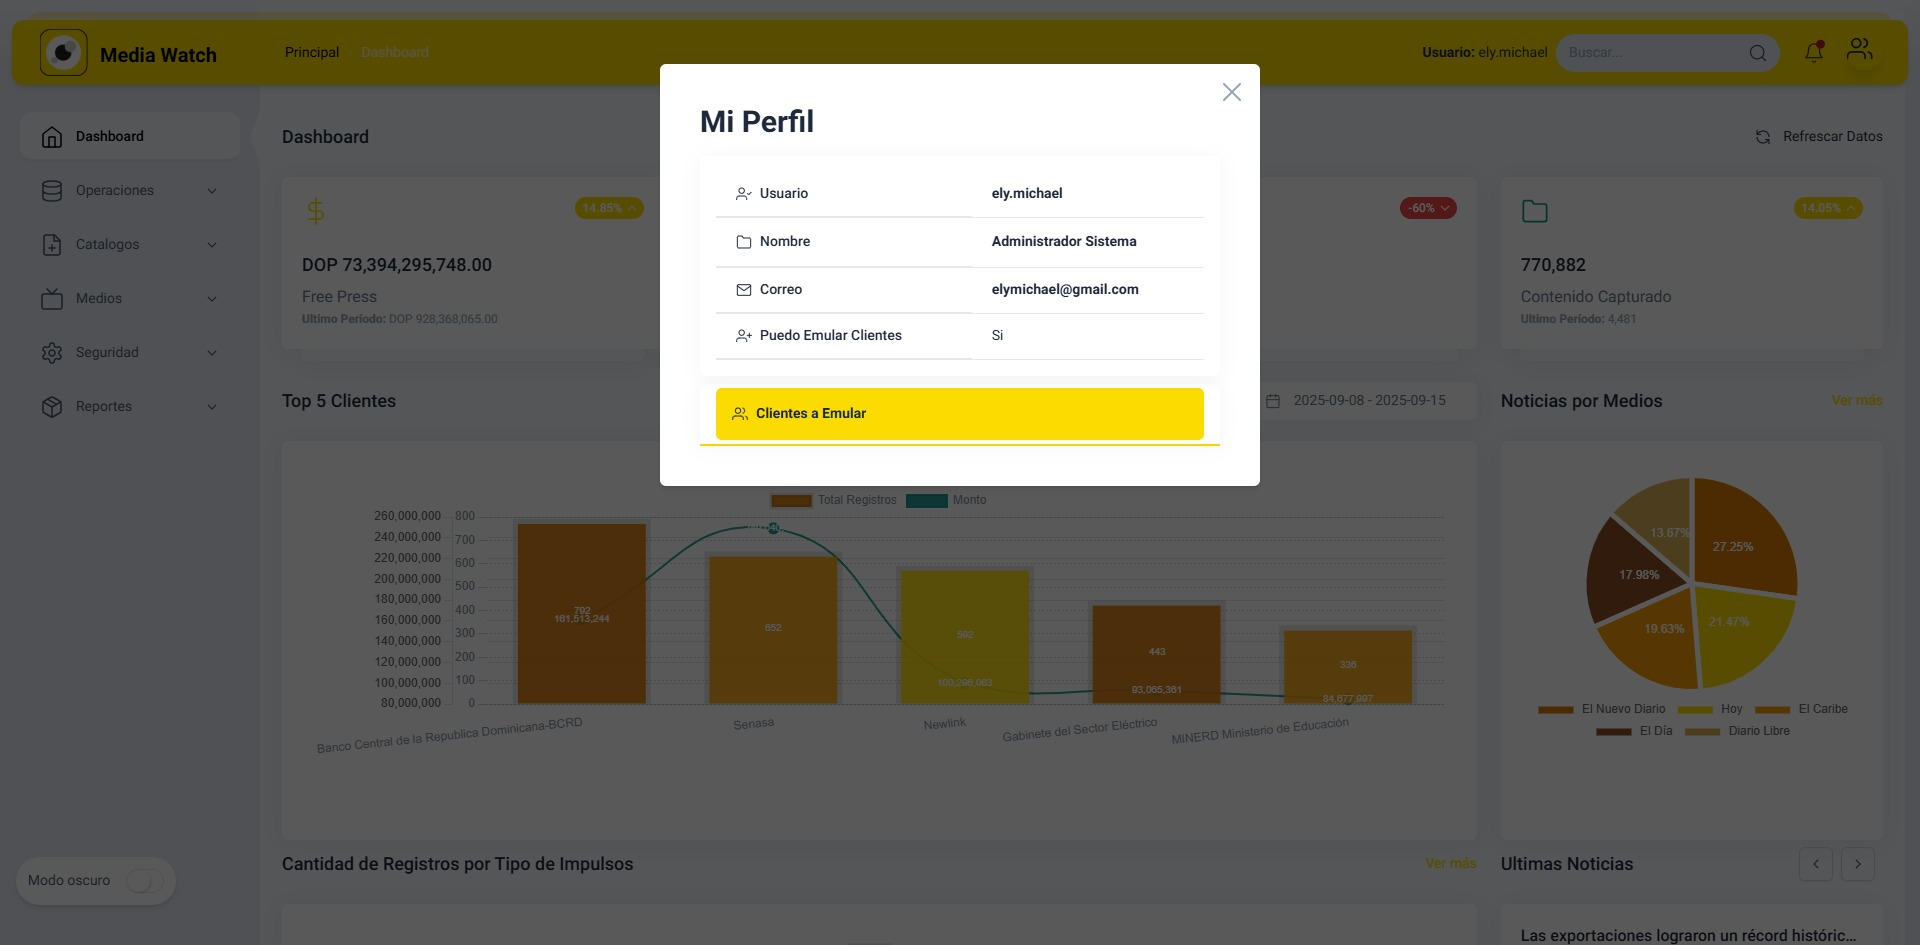 Media Watch
Principal
Dashboard
Usuario: ely.michael
Buscar...
Mi Perfil
Usuario ely.michael
Nombre Administrador Sistema
Correo elymichael@gmail.com
Puedo Emular Clientes Si
Clientes a Emular
Dashboard
Operaciones
Catalogos
Medios
Seguridad
Reportes
Modo oscuro
Dashboard
Refrescar Datos
14.85%
DOP 73,394,295,748.00
Free Press
Ultimo Período: DOP 928,368,065.00
-60%
14.05%
770,882
Contenido Capturado
Ultimo Período: 4,481
Top 5 Clientes
2025-09-08 - 2025-09-15
Total Registros Monto
260,000,000 800
240,000,000
700
220,000,000
600
200,000,000
500
180,000,000
400
160,000,000
300
140,000,000
200
120,000,000
100
100,000,000
80,000,000 0
792
161,513,244
652
592
100,298,063
443
93,065,361
336
84,677,997
Banco Central de la Republica Dominicana-BCRD
Senasa
Newlink
Gabinete del Sector Eléctrico
MINERD Ministerio de Educación
Noticias por Medios
Ver más
13.67%
27.25%
17.98%
19.63%
21.47%
El Nuevo Diario Hoy El Caribe
El Día Diario Libre
Cantidad de Registros por Tipo de Impulsos
Ver más
Ultimas Noticias
Las exportaciones lograron un récord históric...